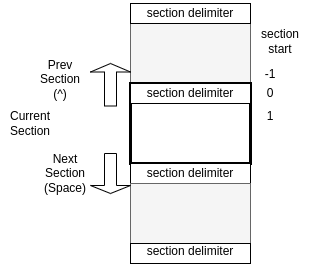 section delimiter
section
start
Prev
Section
(^)
-1
section delimiter
0
Current
Section
1
Next
Section
(Space)
section delimiter
section delimiter